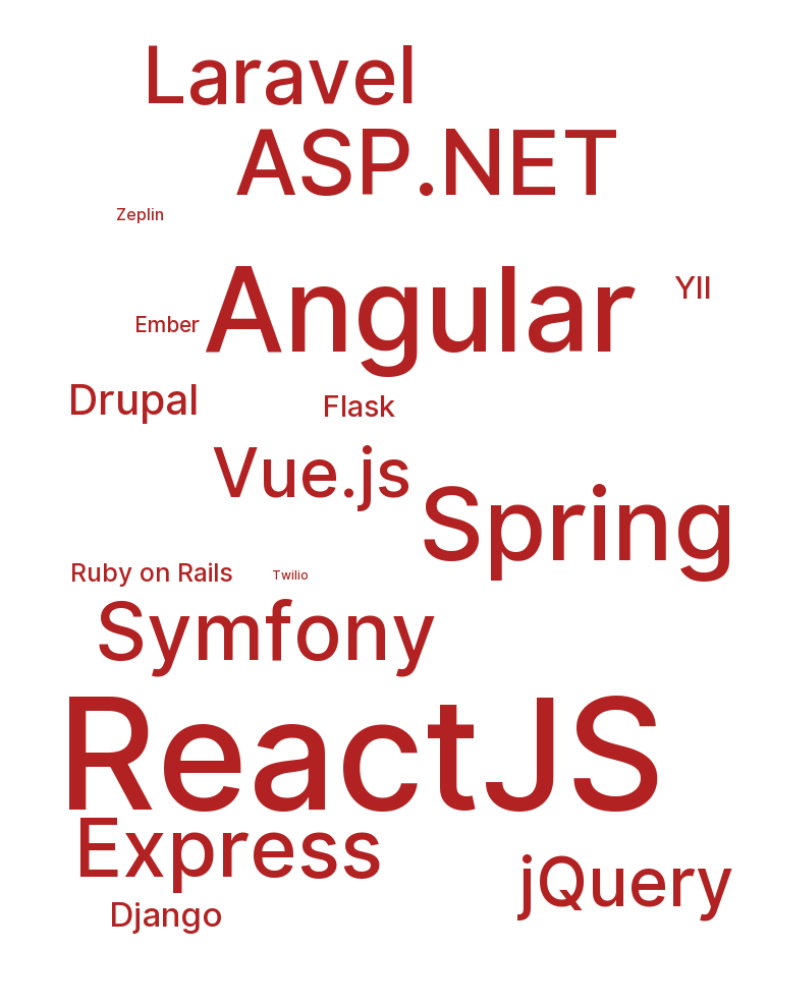 Laravel
ASP.NET
Zeplin
Angular
YII
Ember
Drupal
Flask
Vue.js
Spring
Ruby on Rails
Twilio
Symfony
ReactJS
Express
jQuery
Django